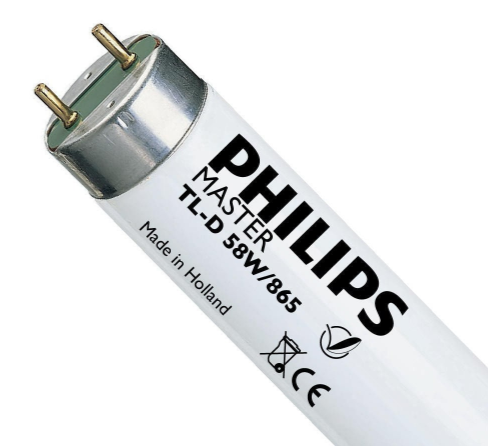 PHILIPS
MASTER
TL-D 58W/865
Made in Holland
CE